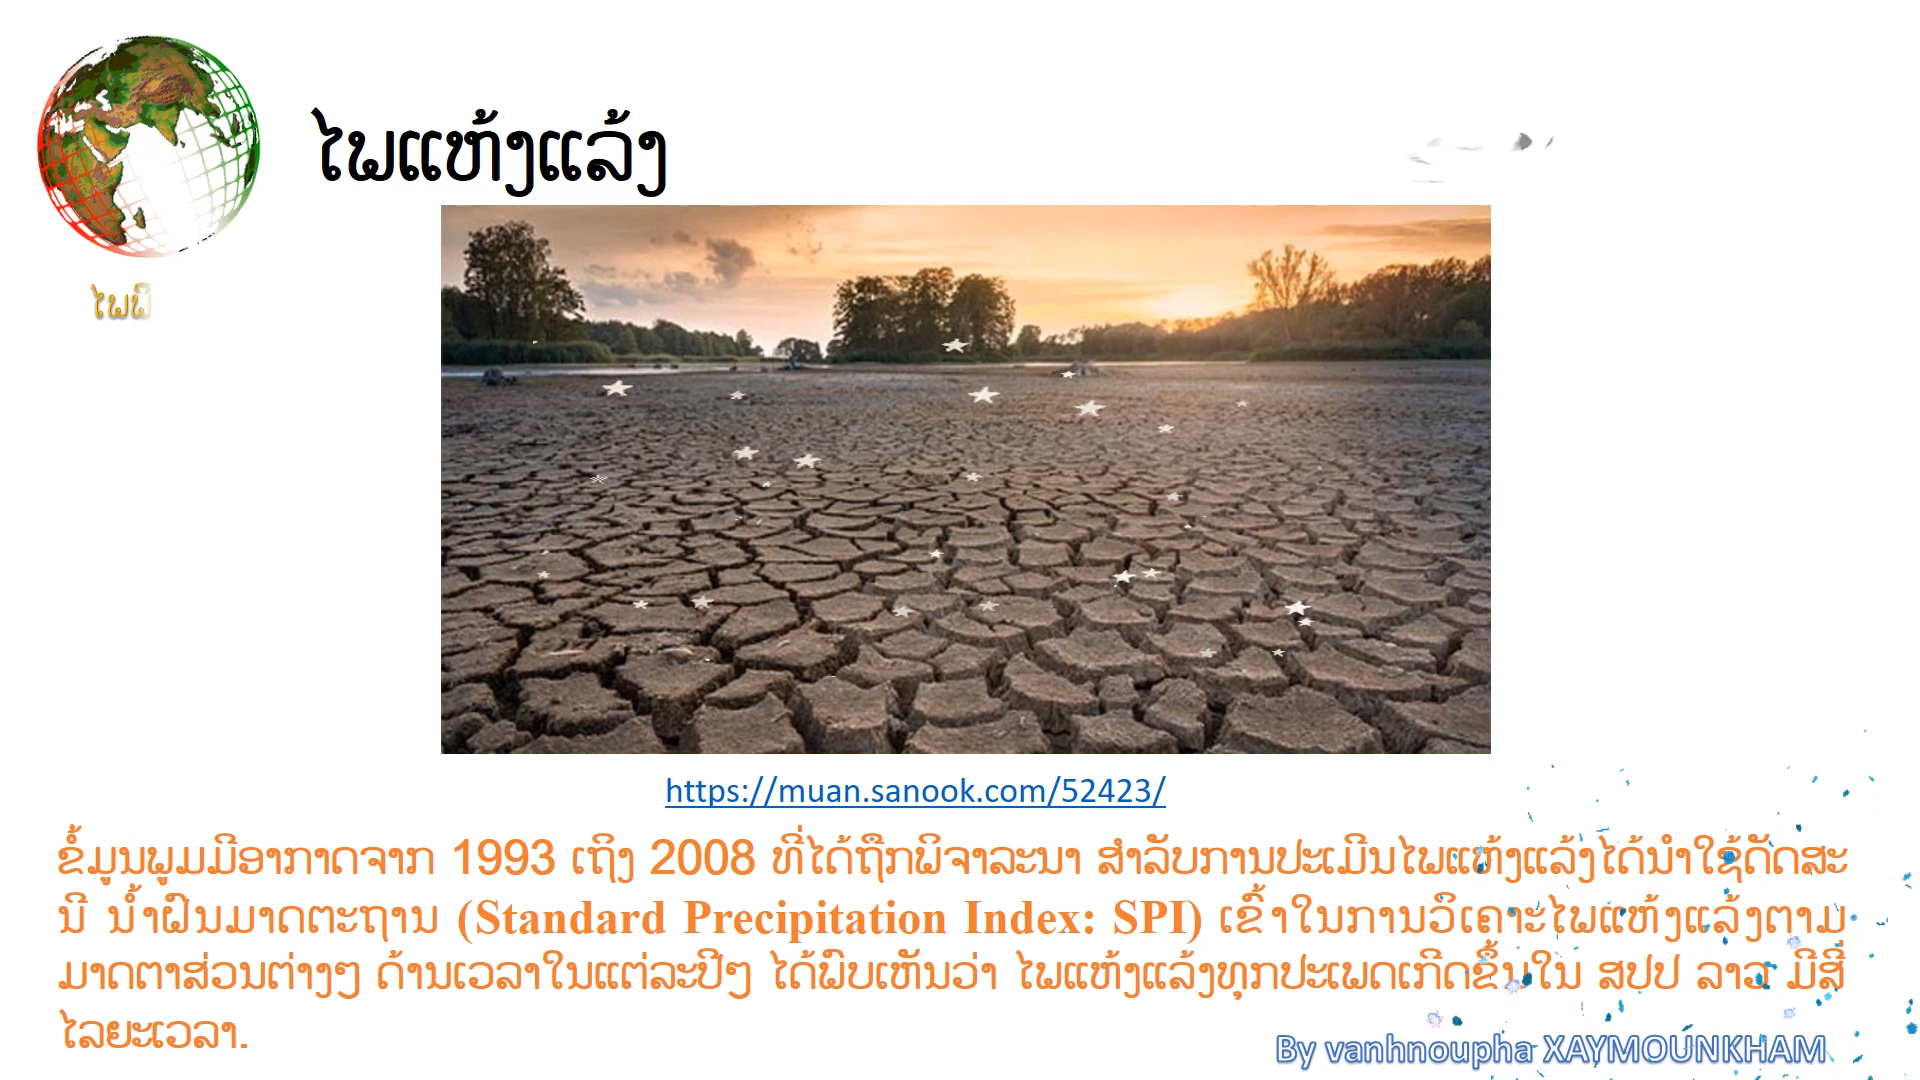 ໄພແຫ້ງແລ້ງ
ໄພພິ
https://muan.sanook.com/52423/
ຂໍ້ມູນພູມມີອາກາດຈາກ 1993 ເຖິງ 2008 ທີ່ໄດ້ຖືກພິຈາລະນາ ສຳລັບການປະເມີນໄພແຫ້ງແລ້ງໄດ້ນຳໃຊ້ດັດສະ
ນີ ນ້ຳຝົນມາດຕະຖານ (Standard Precipitation Index: SPI) ເຂົ້າໃນການວິເຄາະໄພແຫ້ງແລ້ງຕາມ
ມາດຕາສ່ວນຕ່າງໆ ດ້ານເວລາໃນແຕ່ລະປີໆ ໄດ້ພົບເຫັນວ່າ ໄພແຫ້ງແລ້ງທຸກປະເພດເກີດຂຶ້ນໃນ ສປປ ລາວ ມີສີ່
ໄລຍະເວລາ.
By vanhnoupha XAYMOUNKHAM